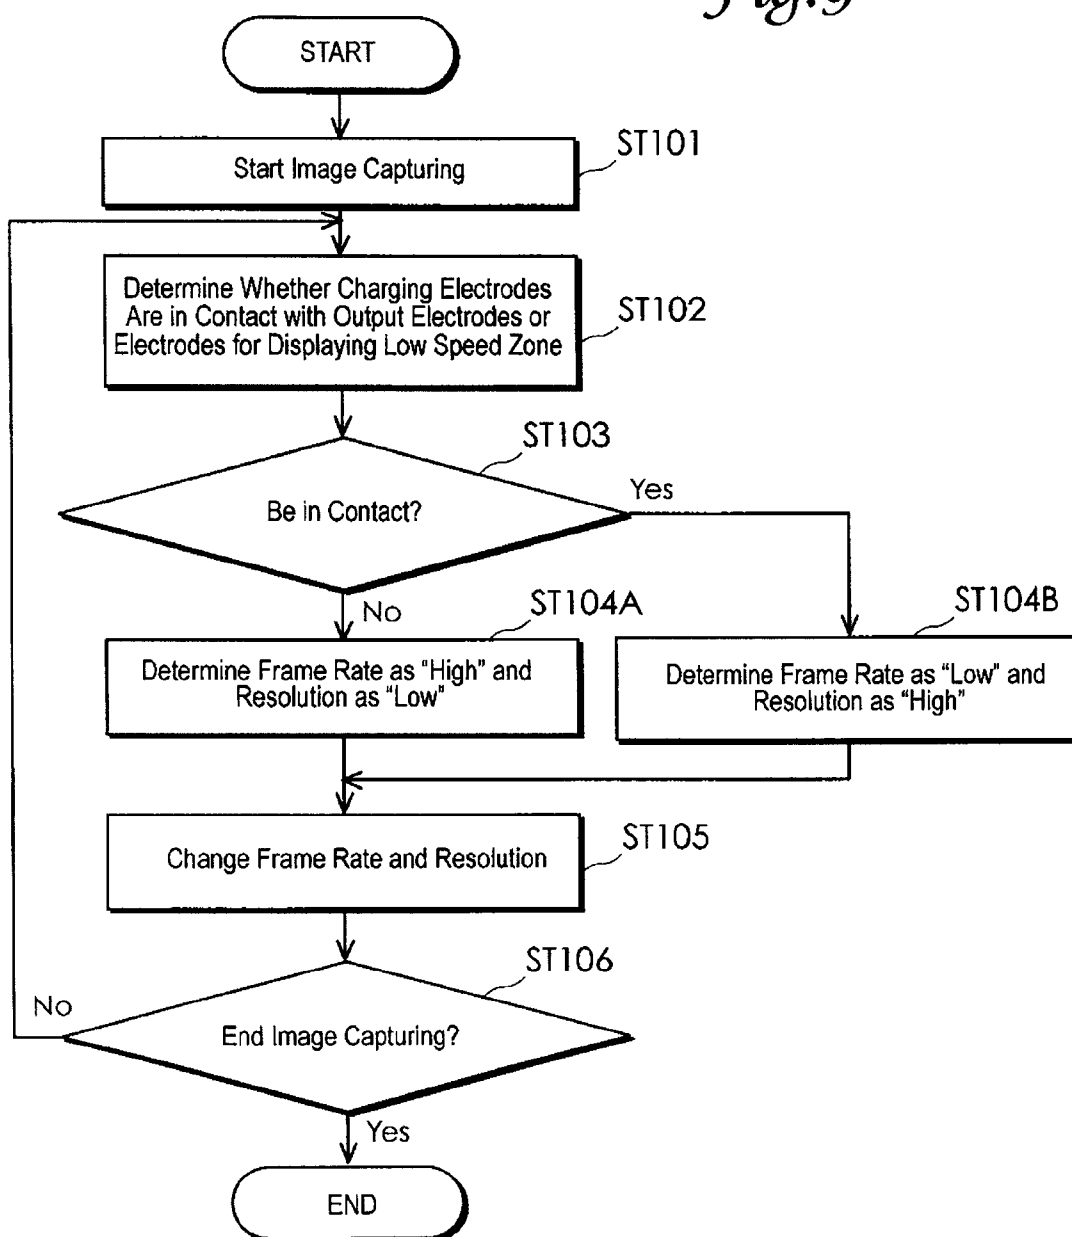 START
ST101
Start Image Capturing
Determine Whether Charging Electrodes
Are in Contact with Output Electrodes or
Electrodes for Displaying Low Speed Zone
ST102
ST103
Be in Contact?
Yes
No
ST104A
Determine Frame Rate as "High" and
Resolution as "Low"
ST104B
Determine Frame Rate as "Low" and
Resolution as "High"
Change Frame Rate and Resolution
ST105
ST106
No
End Image Capturing?
Yes
END